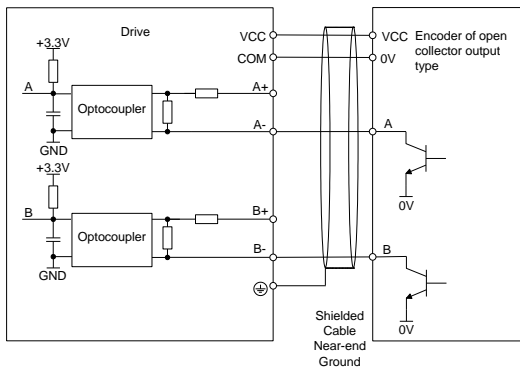 Drive
+3.3V
A
Optocoupler
GND
+3.3V
B
Optocoupler
GND
VCC
COM
A+
A-
B+
B-
VCC
0V
Encoder of open
collector output
type
A
0V
B
0V
Shielded
Cable
Near-end
Ground